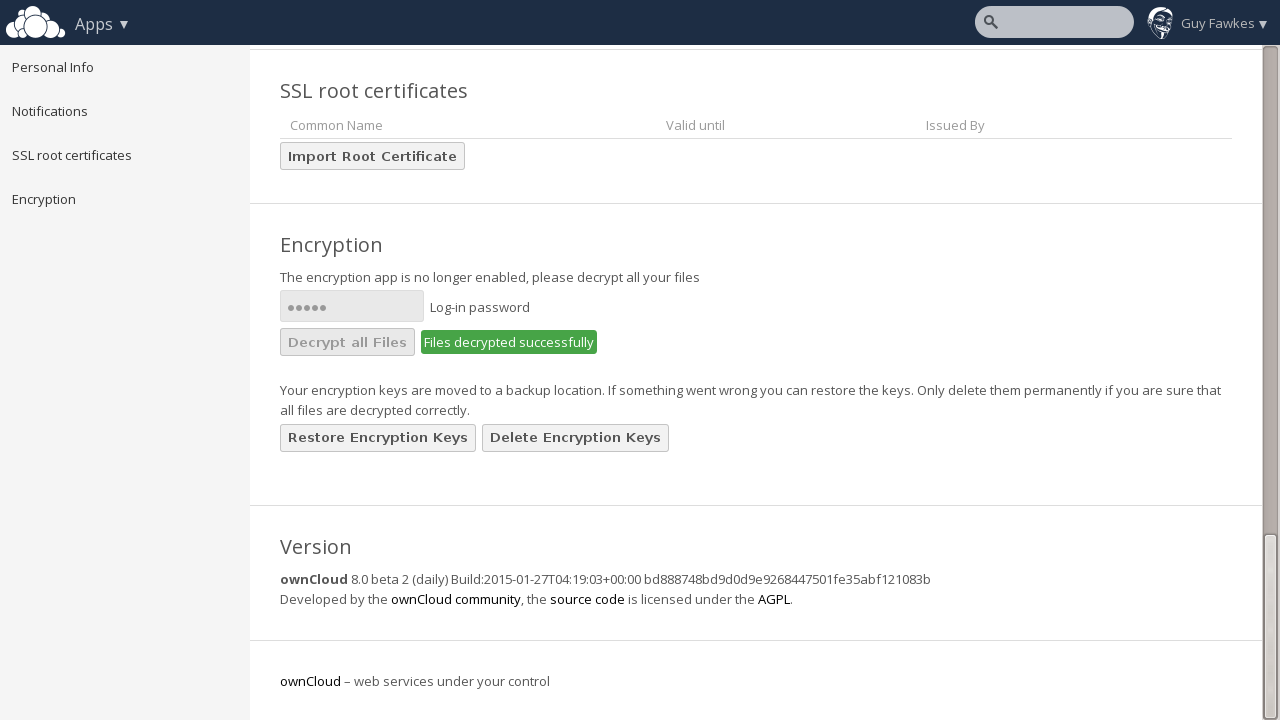 Apps ▼
Guy Fawkes ▼
Personal Info
Notifications
SSL root certificates
Encryption
SSL root certificates
Common Name Valid until Issued By
Import Root Certificate
Encryption
The encryption app is no longer enabled, please decrypt all your files
●●●●● Log-in password
Decrypt all Files Files decrypted successfully
Your encryption keys are moved to a backup location. If something went wrong you can restore the keys. Only delete them permanently if you are sure that
all files are decrypted correctly.
Restore Encryption Keys Delete Encryption Keys
Version
ownCloud 8.0 beta 2 (daily) Build:2015-01-27T04:19:03+00:00 bd888748bd9d0d9e9268447501fe35abf121083b
Developed by the ownCloud community, the source code is licensed under the AGPL.
ownCloud – web services under your control